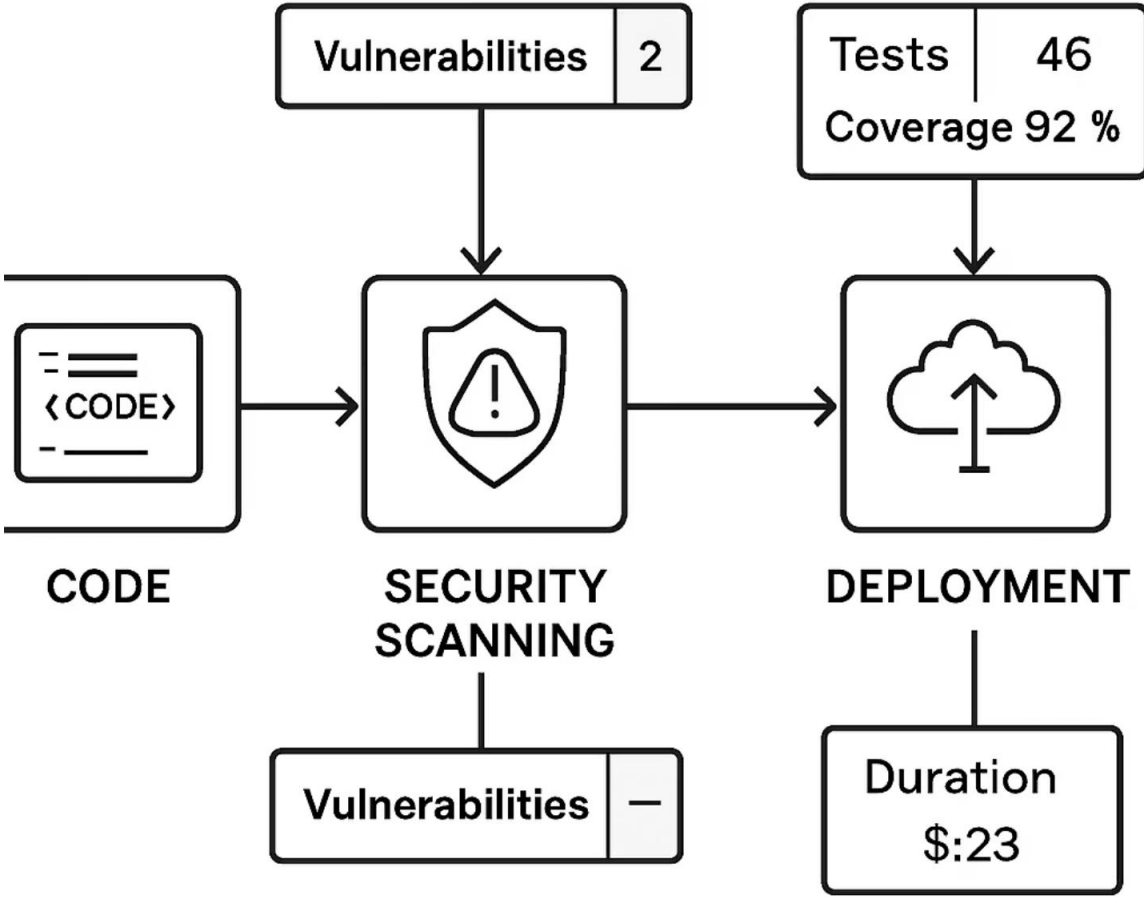 Vulnerabilities 2
Tests 46
Coverage 92 %
<CODE>
CODE
SECURITY
SCANNING
DEPLOYMENT
Vulnerabilities —
Duration
$:23